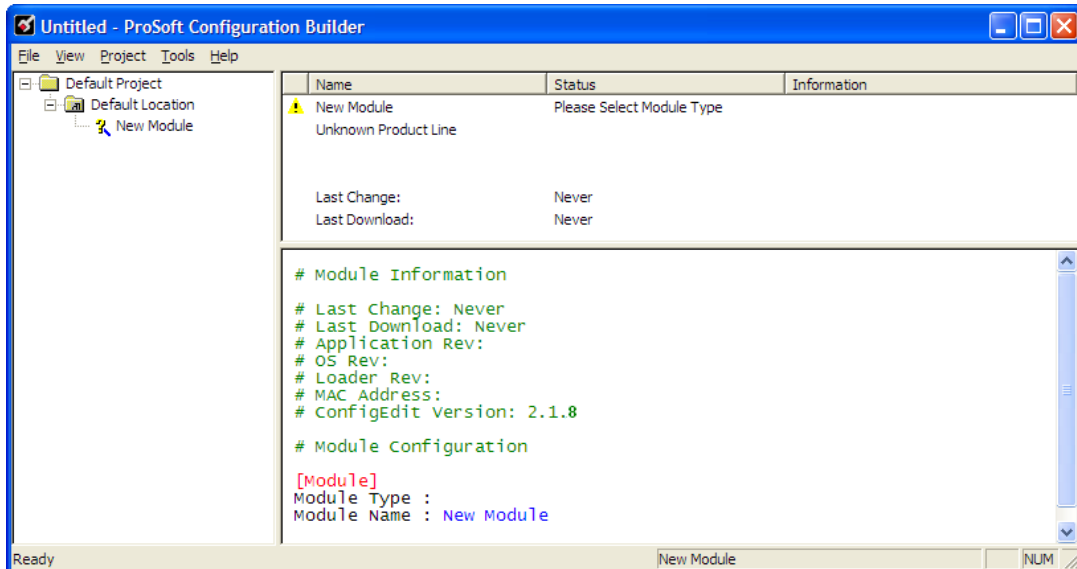 Untitled - ProSoft Configuration Builder
File View Project Tools Help
Default Project
Default Location
New Module
Name Status Information
New Module Please Select Module Type
Unknown Product Line
Last Change: Never
Last Download: Never
# Module Information
# Last Change: Never
# Last Download: Never
# Application Rev:
# OS Rev:
# Loader Rev:
# MAC Address:
# ConfigEdit Version: 2.1.8
# Module Configuration
[Module]
Module Type :
Module Name : New Module
Ready New Module NUM